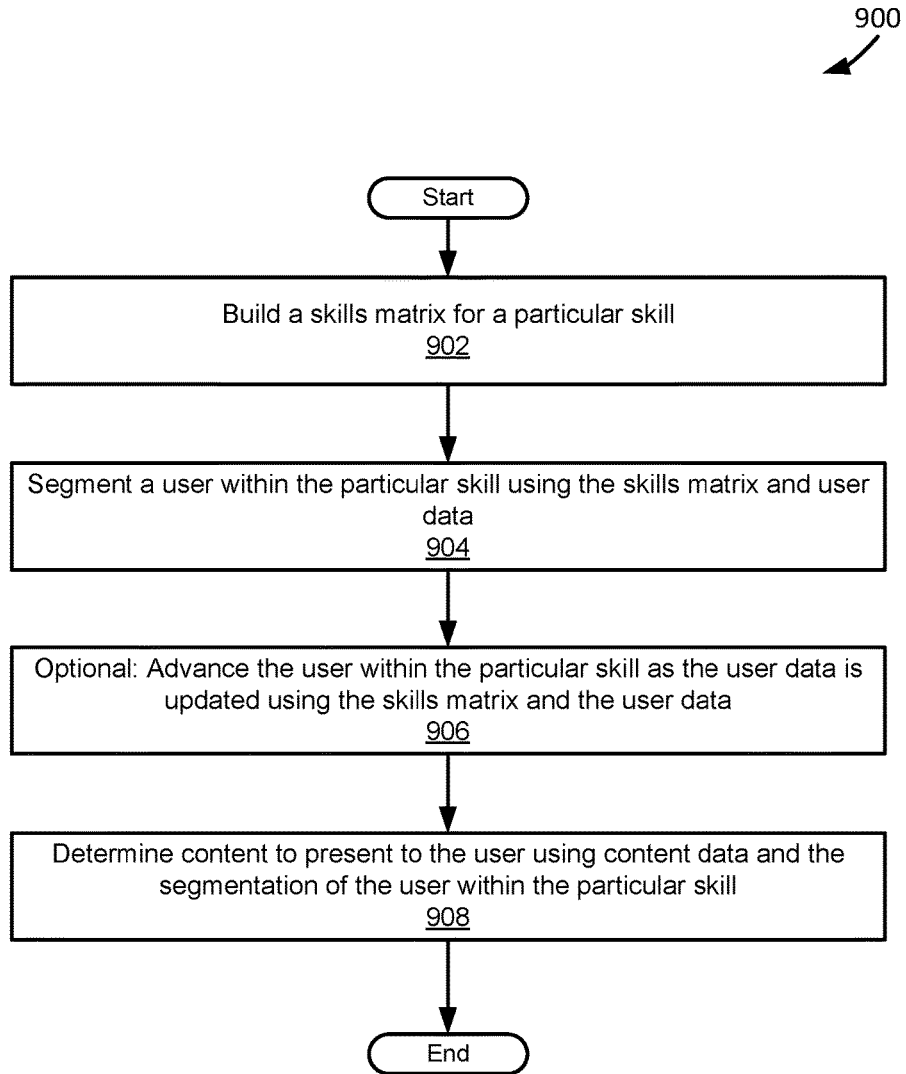 900
Start
Build a skills matrix for a particular skill
902
Segment a user within the particular skill using the skills matrix and user
data
904
Optional: Advance the user within the particular skill as the user data is
updated using the skills matrix and the user data
906
Determine content to present to the user using content data and the
segmentation of the user within the particular skill
908
End